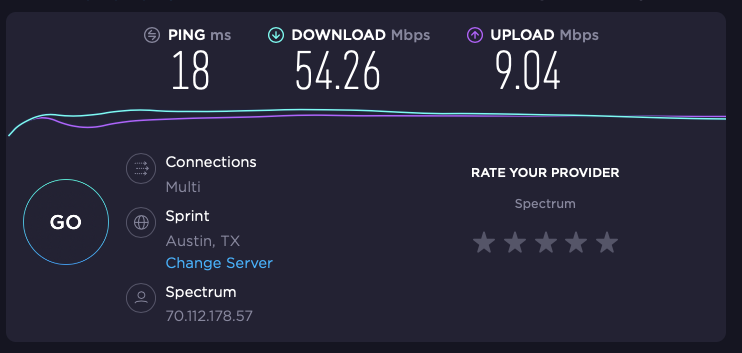 PING ms
DOWNLOAD Mbps
UPLOAD Mbps
18
54.26
9.04
Connections
Multi
Sprint
Austin, TX
Change Server
Spectrum
70.112.178.57
GO
RATE YOUR PROVIDER
Spectrum